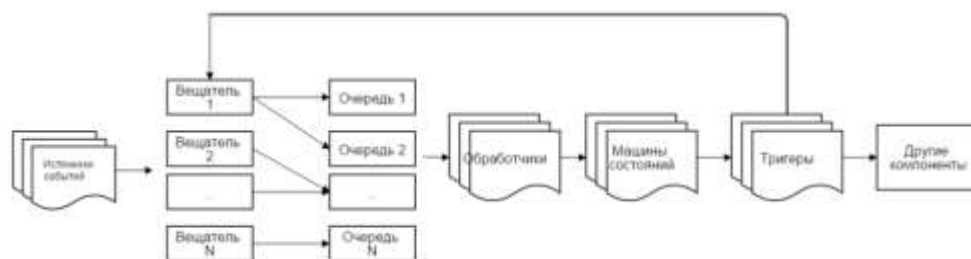 Источники
событий
Вещатель
1
Вещатель
2
...
Вещатель
N
Очередь 1
Очередь 2
...
Очередь
N
Обработчики
Машины
состояний
Тригеры
Другие
компоненты